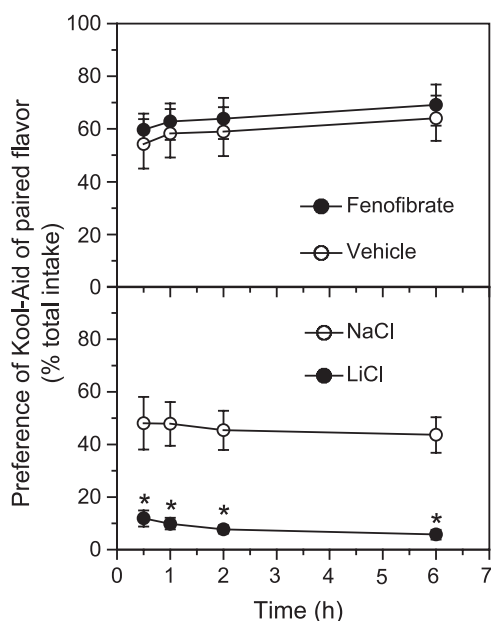 Preference of Kool-Aid of paired flavor
(% total intake)
100
80
60
40
20
0
Fenofibrate
Vehicle
80
60
40
20
0
NaCl
LiCl
* * * *
0 1 2 3 4 5 6 7
Time (h)